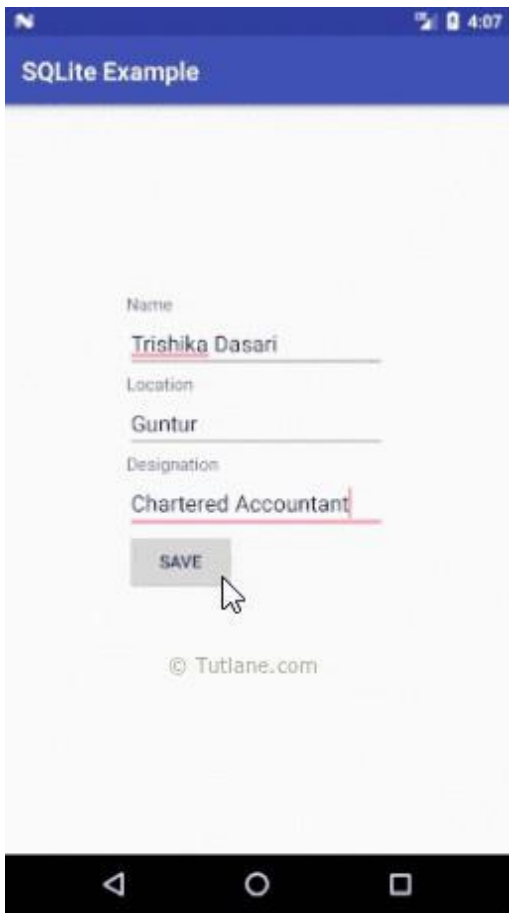 4:07
SQLite Example
Name
Trishika Dasari
Location
Guntur
Designation
Chartered Accountant
SAVE
© Tutlane.com